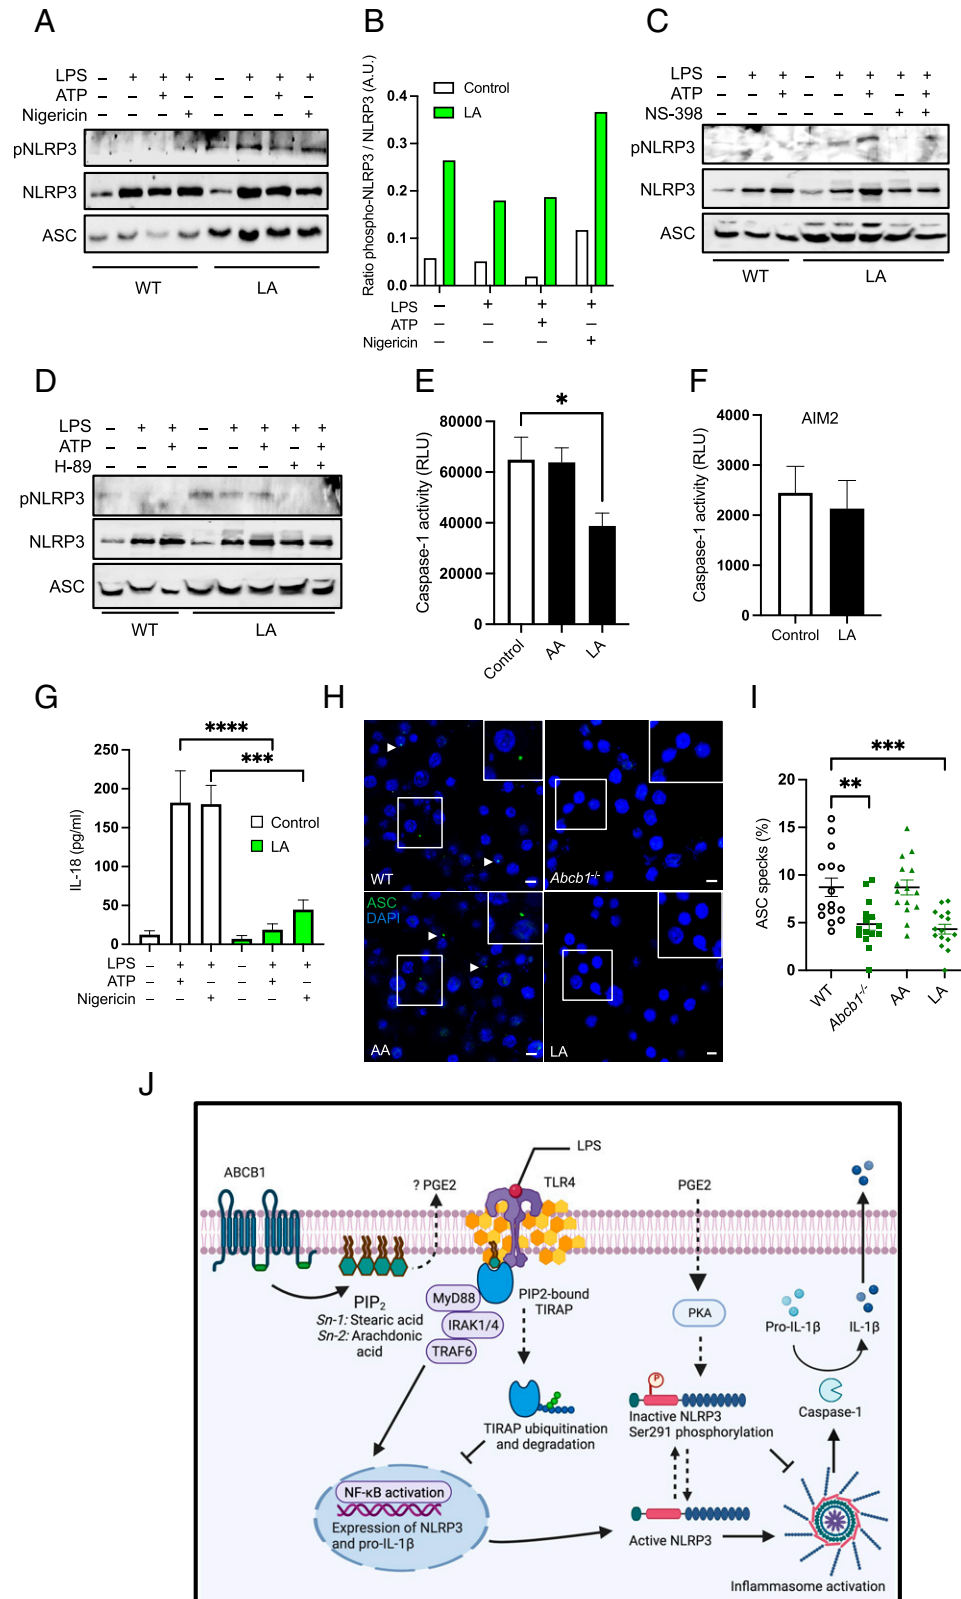 A
LPS – + + + – + + +
ATP + +
Nigericin + +
pNLRP3
NLRP3
ASC
WT LA
B
Ratio phospho-NLRP3 / NLRP3 (A.U.)
0.4
0.3
0.2
0.1
0.0
Control
LA
LPS – + + +
ATP – – + –
Nigericin – – – +
C
LPS – + + – + + + +
ATP + + +
NS-398 + +
pNLRP3
NLRP3
ASC
WT LA
D
LPS – + + – + + + +
ATP – – + – – + – +
H-89 – – – – – – + +
pNLRP3
NLRP3
ASC
WT LA
E
Caspase-1 activity (RLU)
80000
60000
40000
20000
0
*
Control AA LA
F
Caspase-1 activity (RLU)
4000
3000
2000
1000
0
AIM2
Control LA
G
IL-18 (pg/ml)
250
200
150
100
50
0
****
***
Control
LA
LPS – + + – + +
ATP – + – – + –
Nigericin – – + – – +
H
WT
Abcb1-/-
ASC
DAPI
AA
LA
I
ASC specks (%)
20
15
10
5
0
***
**
WT Abcb1-/- AA LA
J
LPS
ABCB1
? PGE2
TLR4
PGE2
PIP2
Sn-1: Stearic acid
Sn-2: Arachdonic
acid
MyD88
IRAK1/4
TRAF6
PIP2-bound
TIRAP
PKA
Pro-IL-1β
IL-1β
P
Inactive NLRP3
Ser291 phosphorylation
Caspase-1
TIRAP ubiquitination
and degradation
NF-κB activation
Expression of NLRP3
and pro-IL-1β
Active NLRP3
Inflammasome activation